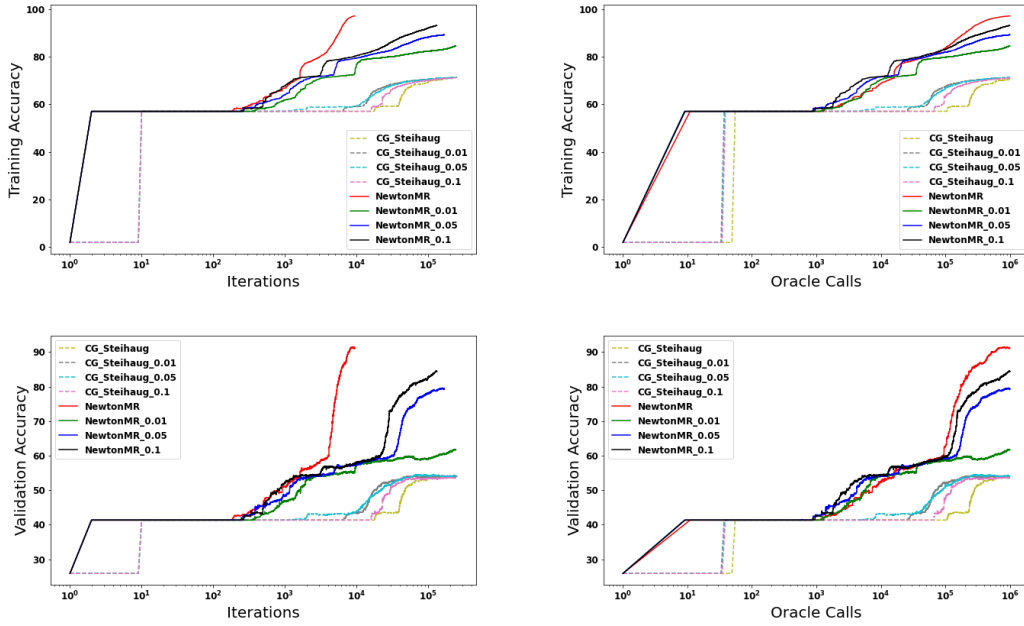 100
80
60
40
20
0
Training Accuracy
CG_Steihaug
CG_Steihaug_0.01
CG_Steihaug_0.05
CG_Steihaug_0.1
NewtonMR
NewtonMR_0.01
NewtonMR_0.05
NewtonMR_0.1
10^0 10^1 10^2 10^3 10^4 10^5
Iterations
100
80
60
40
20
0
Training Accuracy
CG_Steihaug
CG_Steihaug_0.01
CG_Steihaug_0.05
CG_Steihaug_0.1
NewtonMR
NewtonMR_0.01
NewtonMR_0.05
NewtonMR_0.1
10^0 10^1 10^2 10^3 10^4 10^5 10^6
Oracle Calls
90
80
70
60
50
40
30
Validation Accuracy
CG_Steihaug
CG_Steihaug_0.01
CG_Steihaug_0.05
CG_Steihaug_0.1
NewtonMR
NewtonMR_0.01
NewtonMR_0.05
NewtonMR_0.1
10^0 10^1 10^2 10^3 10^4 10^5
Iterations
90
80
70
60
50
40
30
Validation Accuracy
CG_Steihaug
CG_Steihaug_0.01
CG_Steihaug_0.05
CG_Steihaug_0.1
NewtonMR
NewtonMR_0.01
NewtonMR_0.05
NewtonMR_0.1
10^0 10^1 10^2 10^3 10^4 10^5 10^6
Oracle Calls